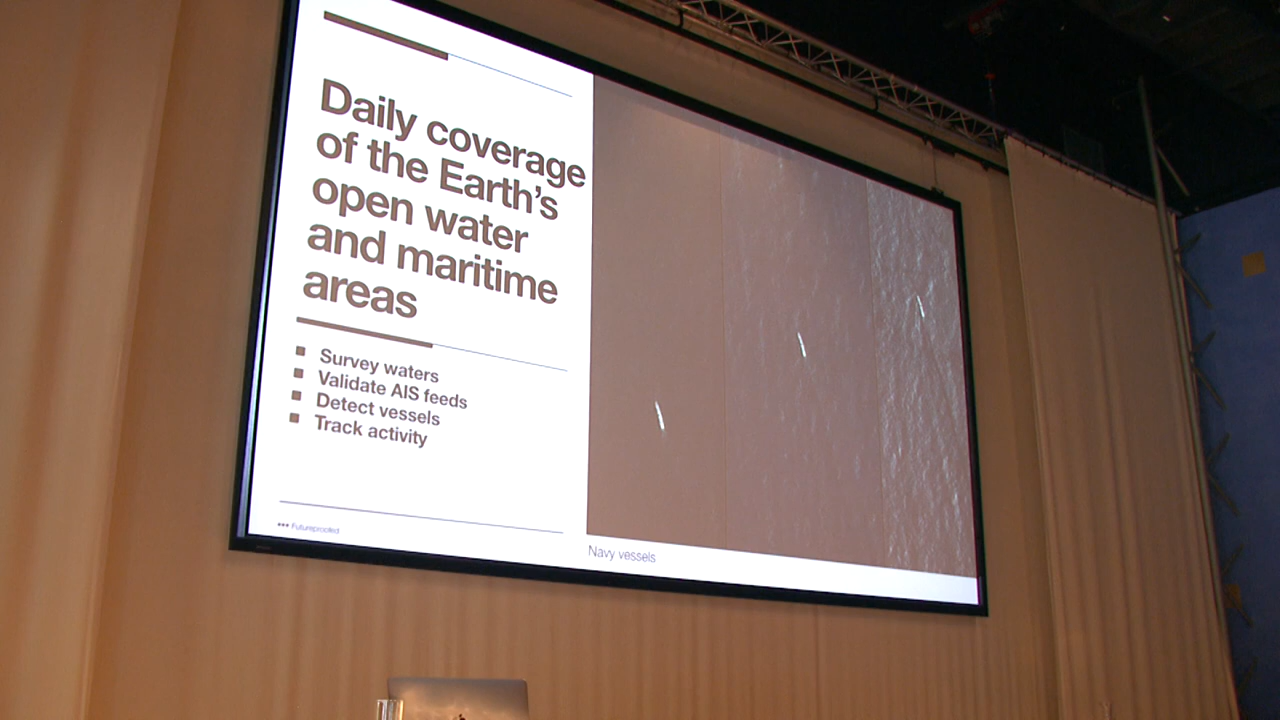 Daily coverage
of the Earth's
open water
and maritime
areas
Survey waters
Validate AIS feeds
Detect vessels
Track activity
Futureproofed
Navy vessels